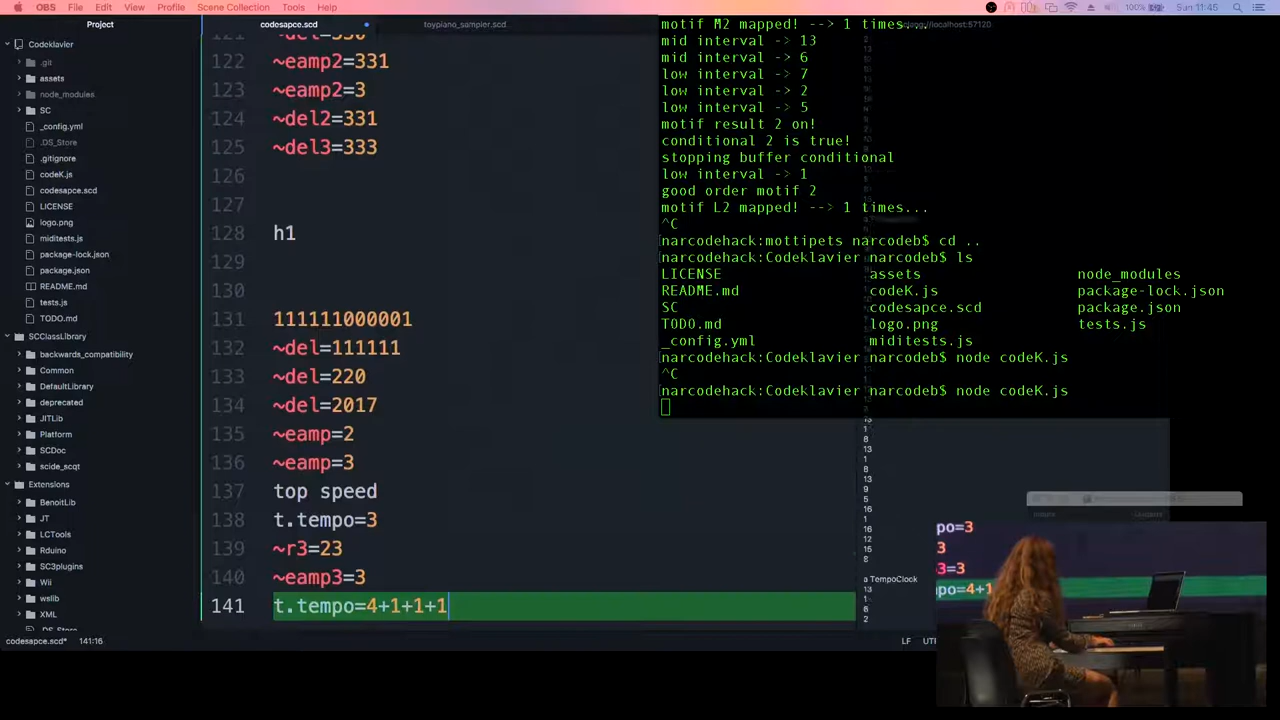 OBS File Edit View Profile Scene Collection Tools Help
100%
Sun 11:45
Project
codesapce.scd
toypiano_sampler.scd
Codeklavier
.git
assets
node_modules
SC
_config.yml
.DS_Store
.gitignore
codeK.js
codesapce.scd
LICENSE
logo.png
miditests.js
package-lock.json
package.json
README.md
tests.js
TODO.md
SCClassLibrary
backwards_compatibility
Common
DefaultLibrary
deprecated
JITLib
Platform
SCDoc
scide_scqt
Extensions
BenoitLib
JT
LCTools
Rduino
SC3plugins
Wii
wslib
XML
122 ~eamp2=331
123 ~eamp2=3
124 ~del2=331
125 ~del3=333
126
127
128 h1
129
130
131 111111000001
132 ~del=111111
133 ~del=220
134 ~del=2017
135 ~eamp=2
136 ~eamp=3
137 top speed
138 t.tempo=3
139 ~r3=23
140 ~eamp3=3
141 t.tempo=4+1+1+1
codesapce.scd* 141:16
LF
motif M2 mapped! --> 1 times...
mid interval -> 13
mid interval -> 6
low interval -> 7
low interval -> 2
low interval -> 5
motif result 2 on!
conditional 2 is true!
stopping buffer conditional
low interval -> 1
good order motif 2
motif L2 mapped! --> 1 times...
^C
narcodehack:mottipets narcodeb$ cd ..
narcodehack:Codeklavier narcodeb$ ls
LICENSE assets node_modules
README.md codeK.js package-lock.json
SC codesapce.scd package.json
TODO.md logo.png tests.js
_config.yml miditests.js
narcodehack:Codeklavier narcodeb$ node codeK.js
^C
narcodehack:Codeklavier narcodeb$ node codeK.js
a TempoClock
po=3
3
3=3
po=4+1